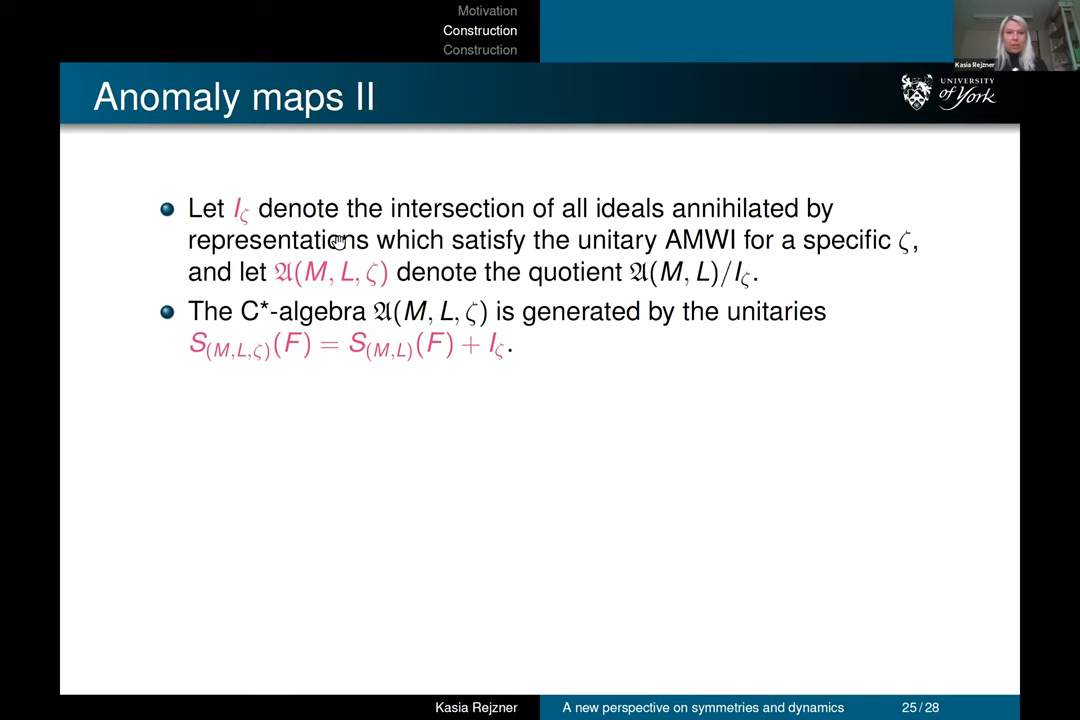 Motivation
Construction
Construction
Kasia Rejzner
Anomaly maps II
UNIVERSITY
of York
Let I_ζ denote the intersection of all ideals annihilated by
representations which satisfy the unitary AMWI for a specific ζ,
and let 𝔄(M, L, ζ) denote the quotient 𝔄(M, L)/I_ζ.
The C*-algebra 𝔄(M, L, ζ) is generated by the unitaries
S_(M,L,ζ)(F) = S_(M,L)(F) + I_ζ.
Kasia Rejzner
A new perspective on symmetries and dynamics
25 / 28